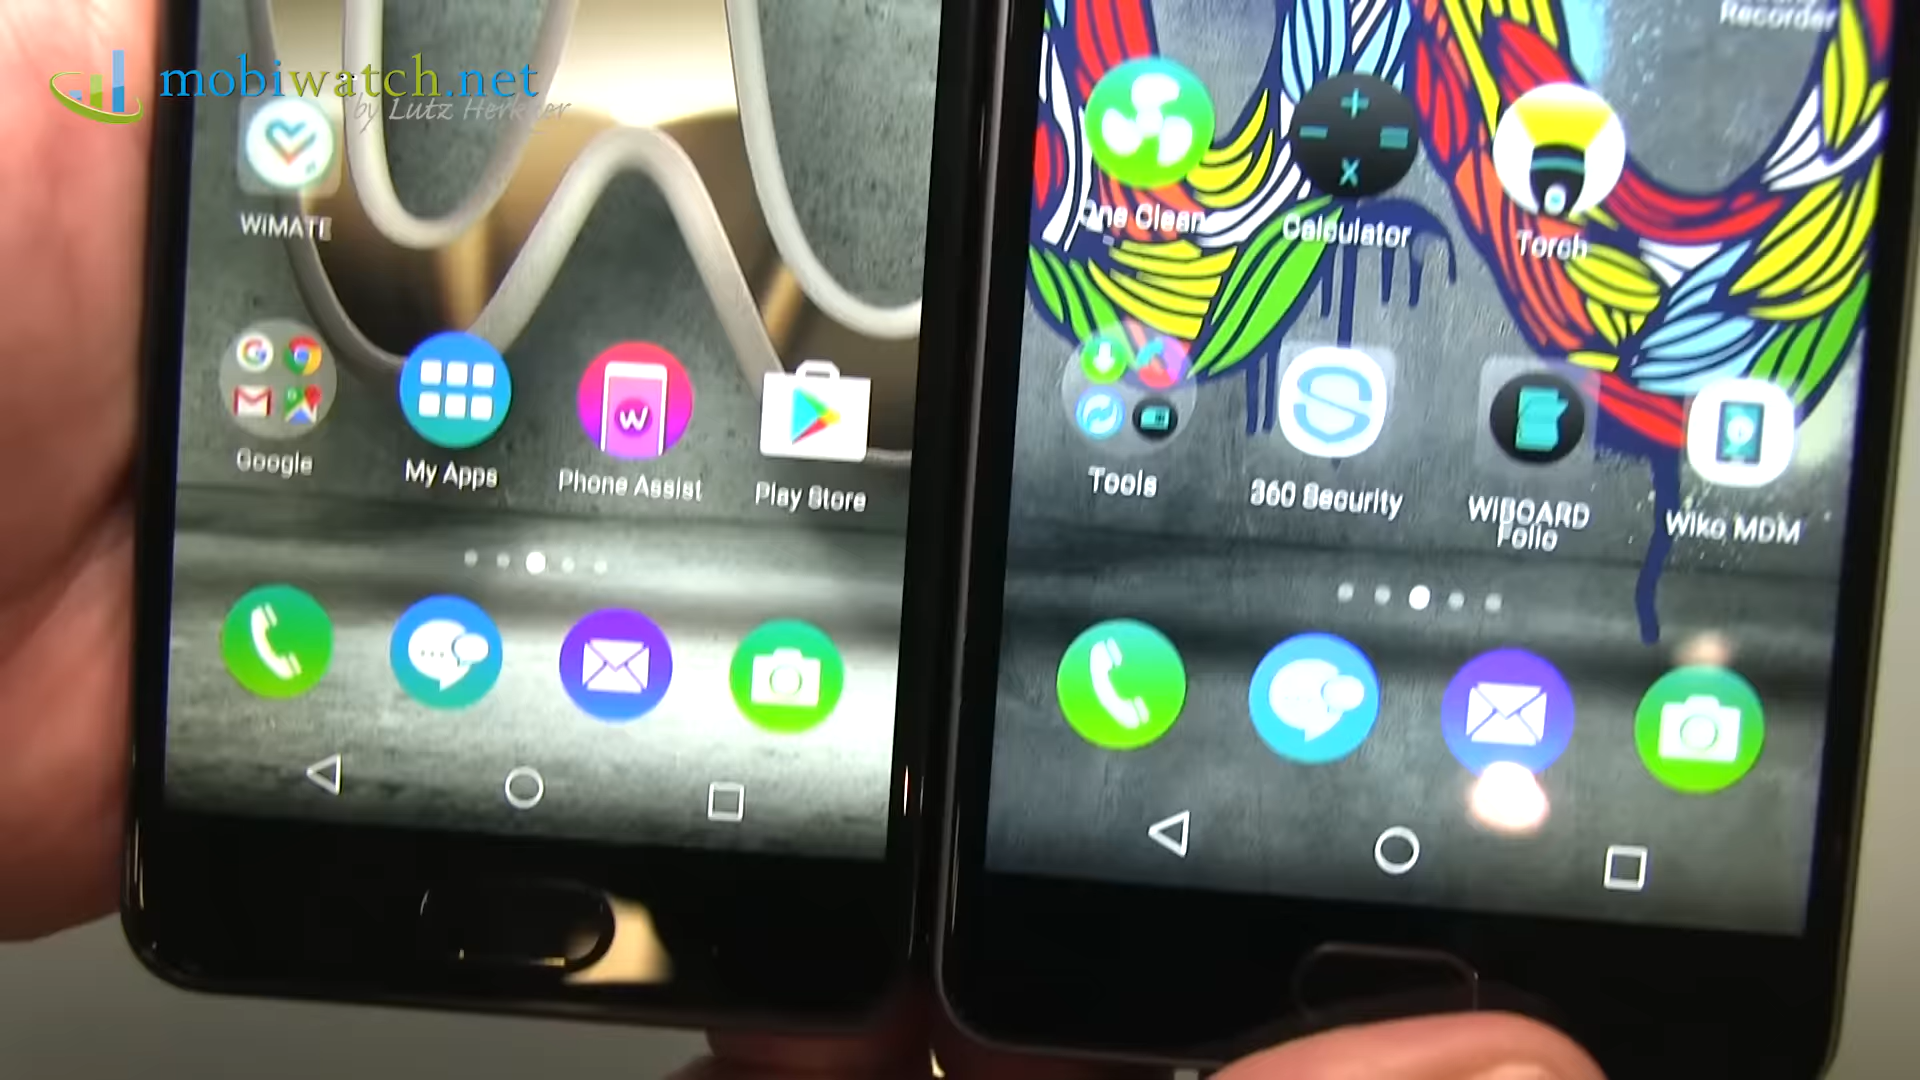 mobiwatch.net
by Lutz Herkner
WiMATE
Google
My Apps
Phone Assist
Play Store
Recorder
One Clean
Calculator
Torch
Tools
360 Security
WIBOARD
Folio
Wiko MDM